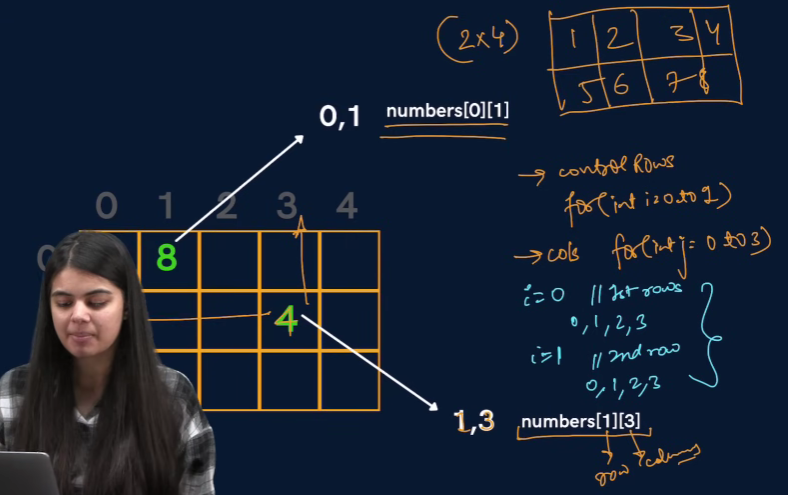 (2x4)
1 2 3 4
5 6 7 8
0,1 numbers[0][1]
→ control Rows
for(int i=0 to 1)
→ cols for(int j=0 to 3)
0 1 2 3 4
0
8
4
i=0 // 1st rows
0,1,2,3
i=1 // 2nd row
0,1,2,3
1,3 numbers[1][3]
row column